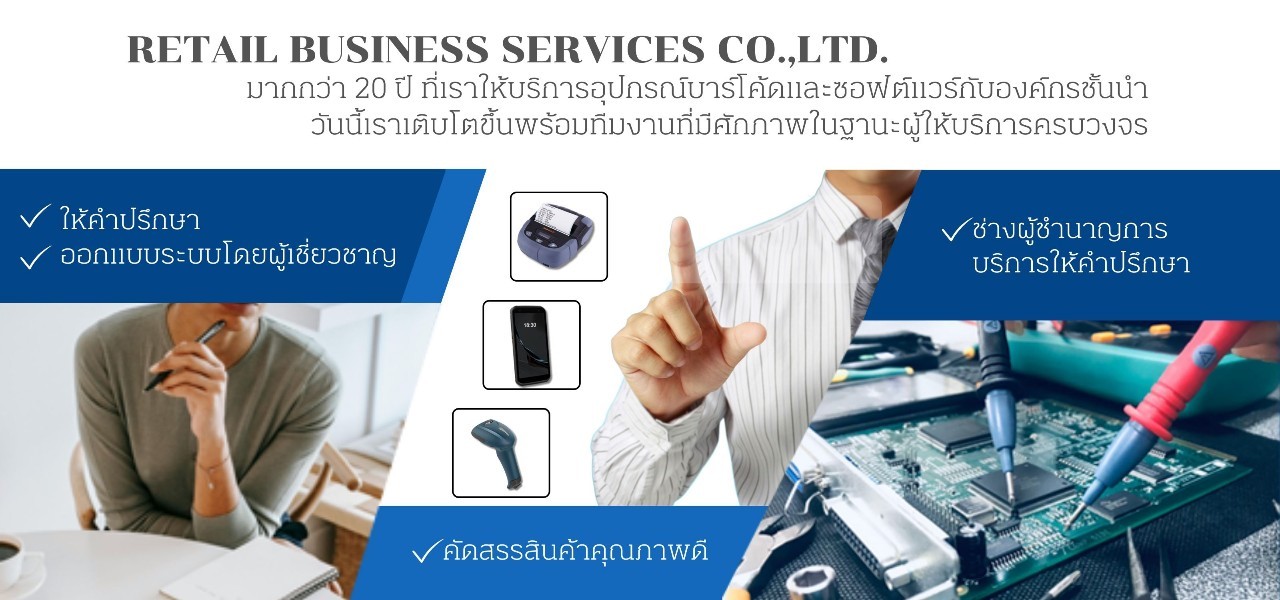 RETAIL BUSINESS SERVICES CO.,LTD.
มากกว่า 20 ปี ที่เราให้บริการอุปกรณ์บาร์โค้ดและซอฟต์แวร์กับองค์กรชั้นนำ
วันนี้เราเติบโตขึ้นพร้อมทีมงานที่มีศักภาพในฐานะผู้ให้บริการครบวงจร
ให้คำปรึกษา
ออกแบบระบบโดยผู้เชี่ยวชาญ
18:30
ช่างผู้ชำนาญการ
บริการให้คำปรึกษา
คัดสรรสินค้าคุณภาพดี